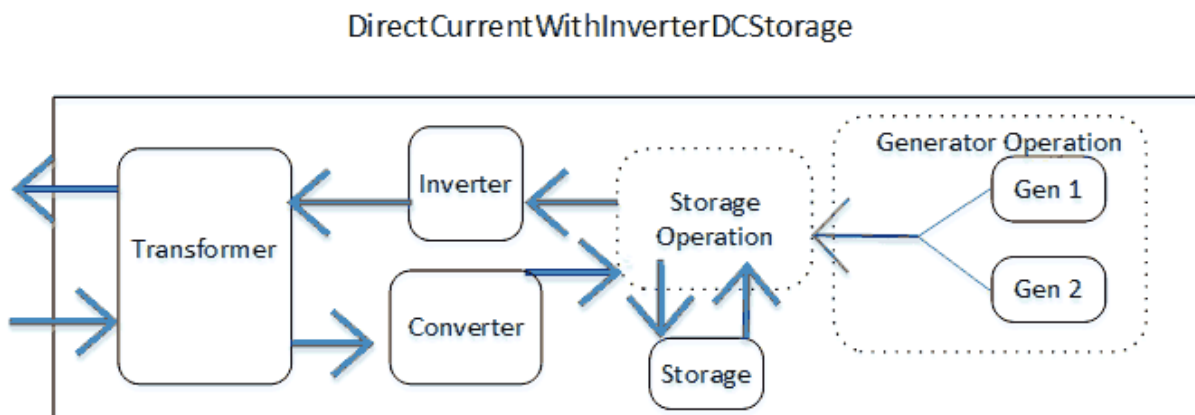 DirectCurrentWithInverterDCStorage
Generator Operation
Inverter
Gen 1
Storage
Operation
Transformer
Gen 2
Converter
Storage